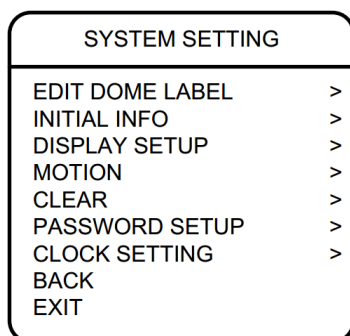 SYSTEM SETTING
EDIT DOME LABEL >
INITIAL INFO >
DISPLAY SETUP >
MOTION >
CLEAR >
PASSWORD SETUP >
CLOCK SETTING >
BACK
EXIT